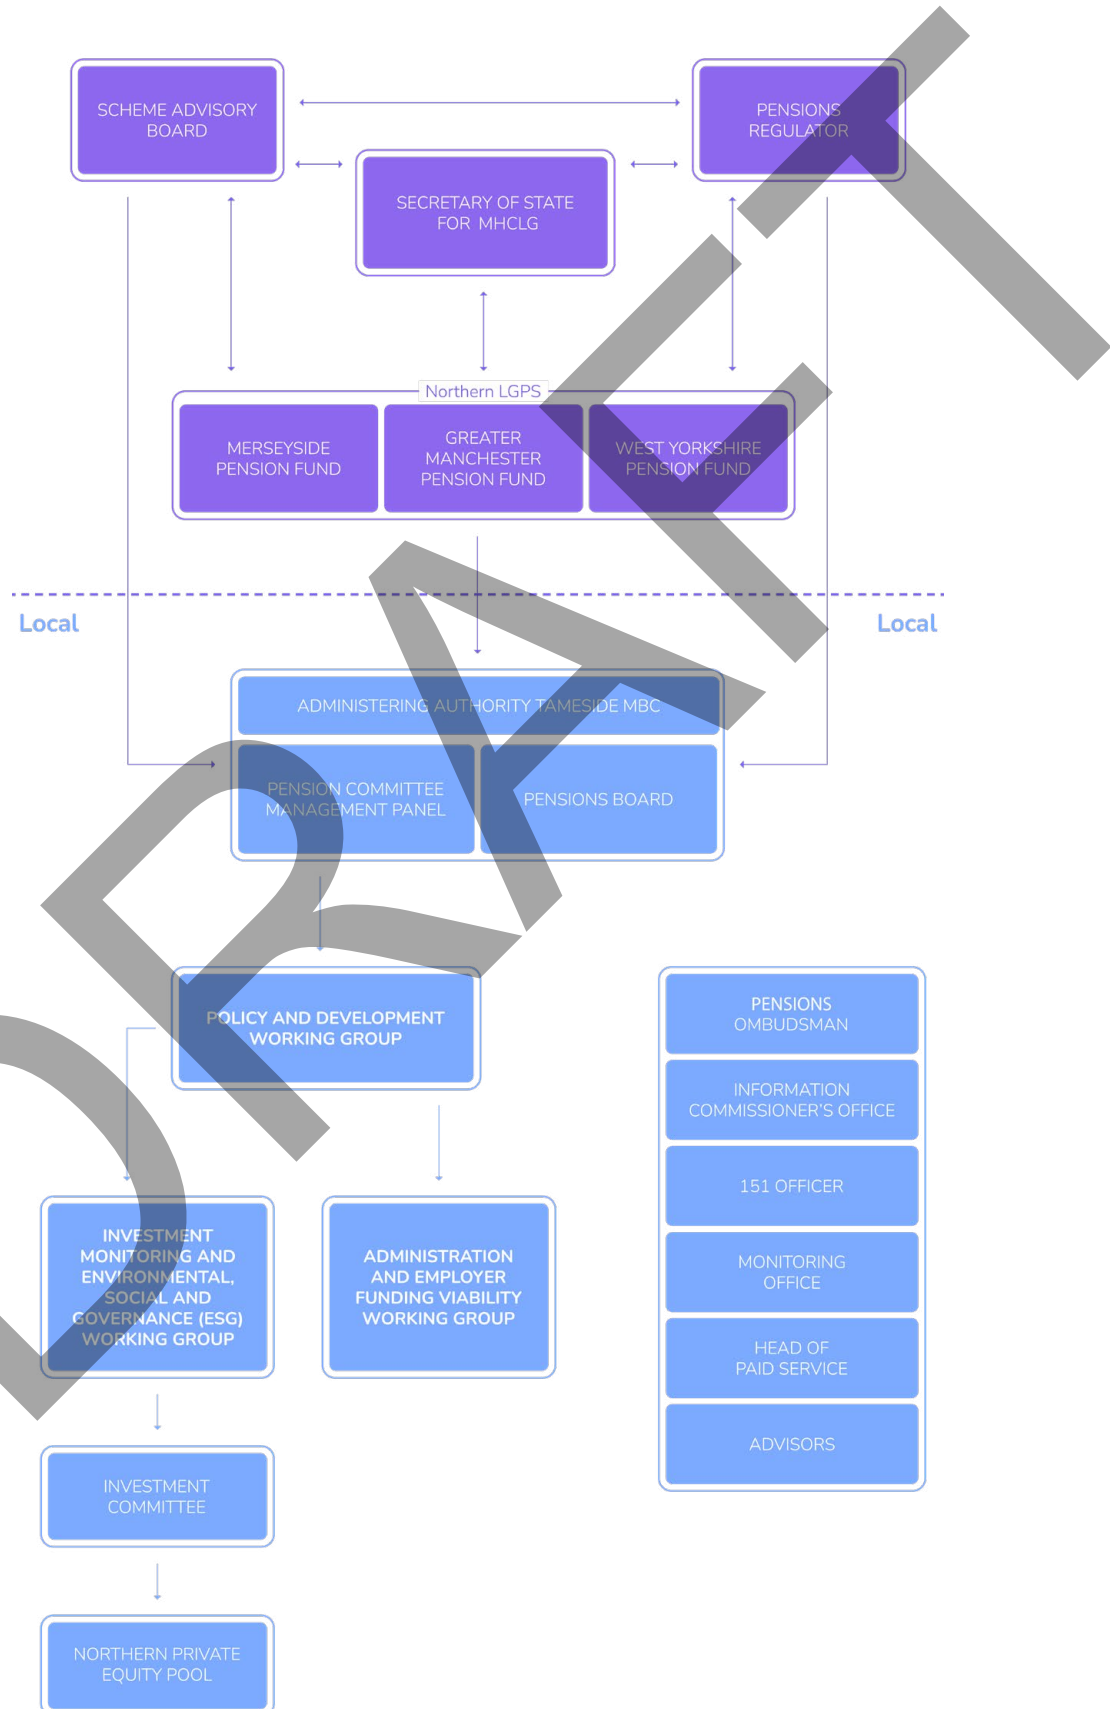 SCHEME ADVISORY
BOARD
PENSIONS
REGULATOR
SECRETARY OF STATE
FOR MHCLG
Northern LGPS
MERSEYSIDE
PENSION FUND
GREATER
MANCHESTER
PENSION FUND
WEST YORKSHIRE
PENSION FUND
Local
Local
ADMINISTERING AUTHORITY TAMESIDE MBC
PENSION COMMITTEE
MANAGEMENT PANEL
PENSIONS BOARD
POLICY AND DEVELOPMENT
WORKING GROUP
INVESTMENT
MONITORING AND
ENVIRONMENTAL,
SOCIAL AND
GOVERNANCE (ESG)
WORKING GROUP
ADMINISTRATION
AND EMPLOYER
FUNDING VIABILITY
WORKING GROUP
INVESTMENT
COMMITTEE
NORTHERN PRIVATE
EQUITY POOL
PENSIONS
OMBUDSMAN
INFORMATION
COMMISSIONER'S OFFICE
151 OFFICER
MONITORING
OFFICE
HEAD OF
PAID SERVICE
ADVISORS
DRAFT